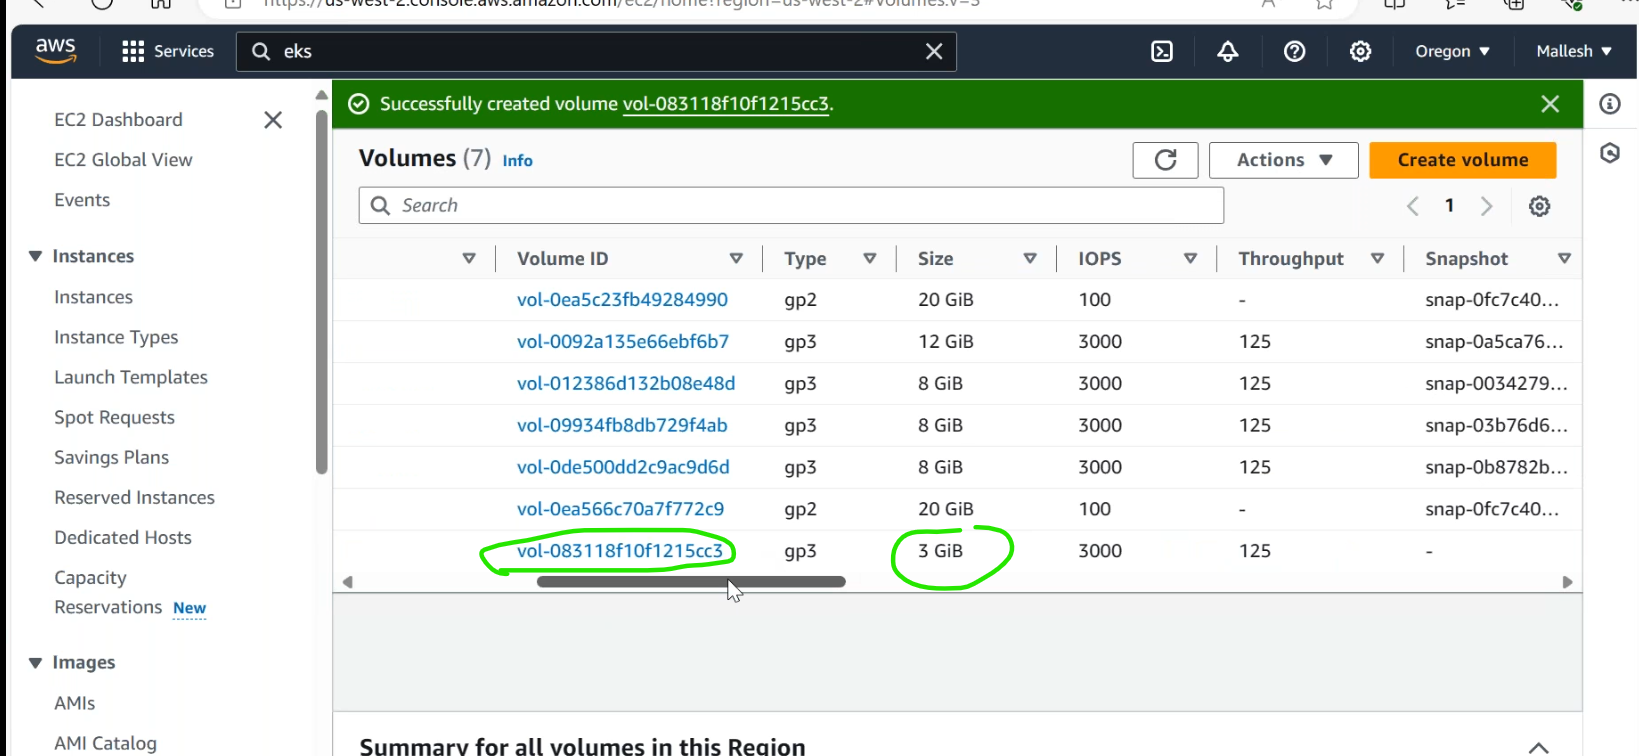 https://us-west-2.console.aws.amazon.com/ec2/home?region=us-west-2#Volumes:v=3
aws Services eks Oregon Mallesh
EC2 Dashboard
EC2 Global View
Events
Instances
Instances
Instance Types
Launch Templates
Spot Requests
Savings Plans
Reserved Instances
Dedicated Hosts
Capacity
Reservations New
Images
AMIs
AMI Catalog
Successfully created volume vol-083118f10f1215cc3.
Volumes (7) Info Actions Create volume
Search 1
Volume ID Type Size IOPS Throughput Snapshot
vol-0ea5c23fb49284990 gp2 20 GiB 100 - snap-0fc7c40...
vol-0092a135e66ebf6b7 gp3 12 GiB 3000 125 snap-0a5ca76...
vol-012386d132b08e48d gp3 8 GiB 3000 125 snap-0034279...
vol-09934fb8db729f4ab gp3 8 GiB 3000 125 snap-03b76d6...
vol-0de500dd2c9ac9d6d gp3 8 GiB 3000 125 snap-0b8782b...
vol-0ea566c70a7f772c9 gp2 20 GiB 100 - snap-0fc7c40...
vol-083118f10f1215cc3 gp3 3 GiB 3000 125 -
Summary for all volumes in this Region